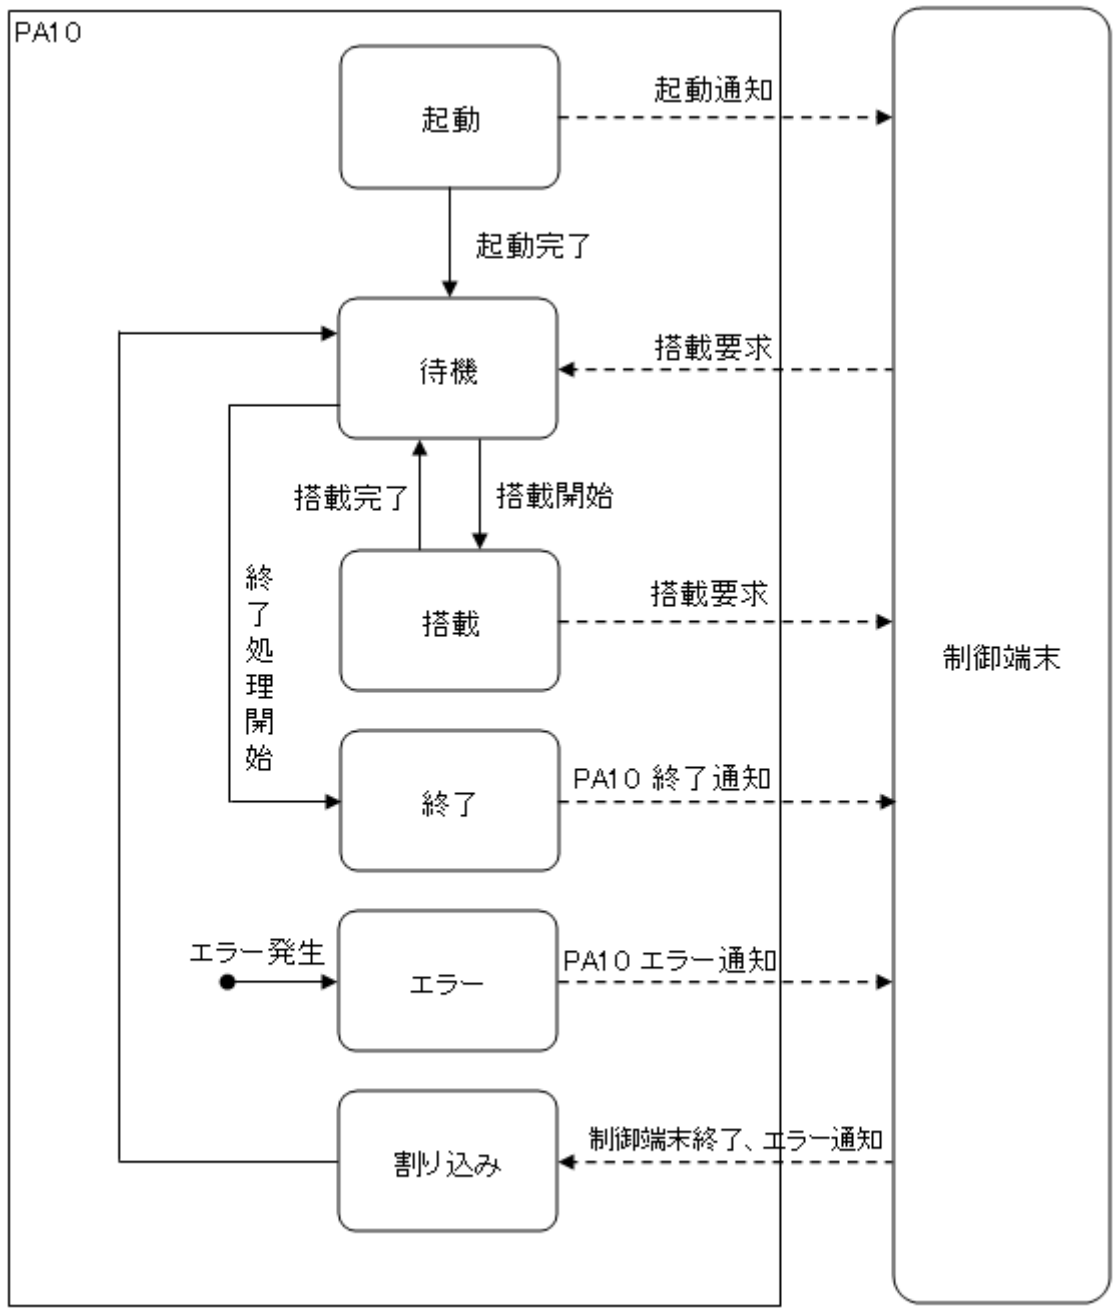 PA10
起動
起動通知
起動完了
待機
搭載要求
搭載完了
搭載開始
終了処理開始
搭載
搭載要求
制御端末
終了
PA10 終了通知
エラー発生
エラー
PA10 エラー通知
割り込み
制御端末終了、エラー通知